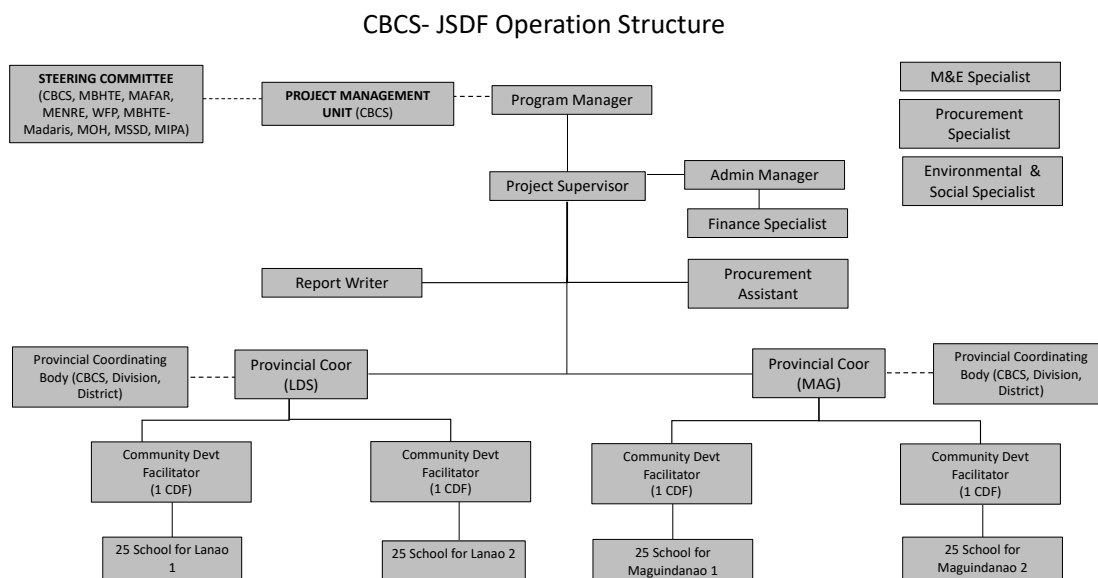 CBCS- JSDF Operation Structure
STEERING COMMITTEE
(CBCS, MBHTE, MAFAR,
MENRE, WFP, MBHTE-
Madaris, MOH, MSSD, MIPA)
PROJECT MANAGEMENT
UNIT (CBCS)
Program Manager
M&E Specialist
Procurement
Specialist
Environmental &
Social Specialist
Project Supervisor
Admin Manager
Finance Specialist
Report Writer
Procurement
Assistant
Provincial Coordinating
Body (CBCS, Division,
District)
Provincial Coor
(LDS)
Provincial Coor
(MAG)
Provincial Coordinating
Body (CBCS, Division,
District)
Community Devt
Facilitator
(1 CDF)
Community Devt
Facilitator
(1 CDF)
Community Devt
Facilitator
(1 CDF)
Community Devt
Facilitator
(1 CDF)
25 School for Lanao
1
25 School for Lanao 2
25 School for
Maguindanao 1
25 School for
Maguindanao 2